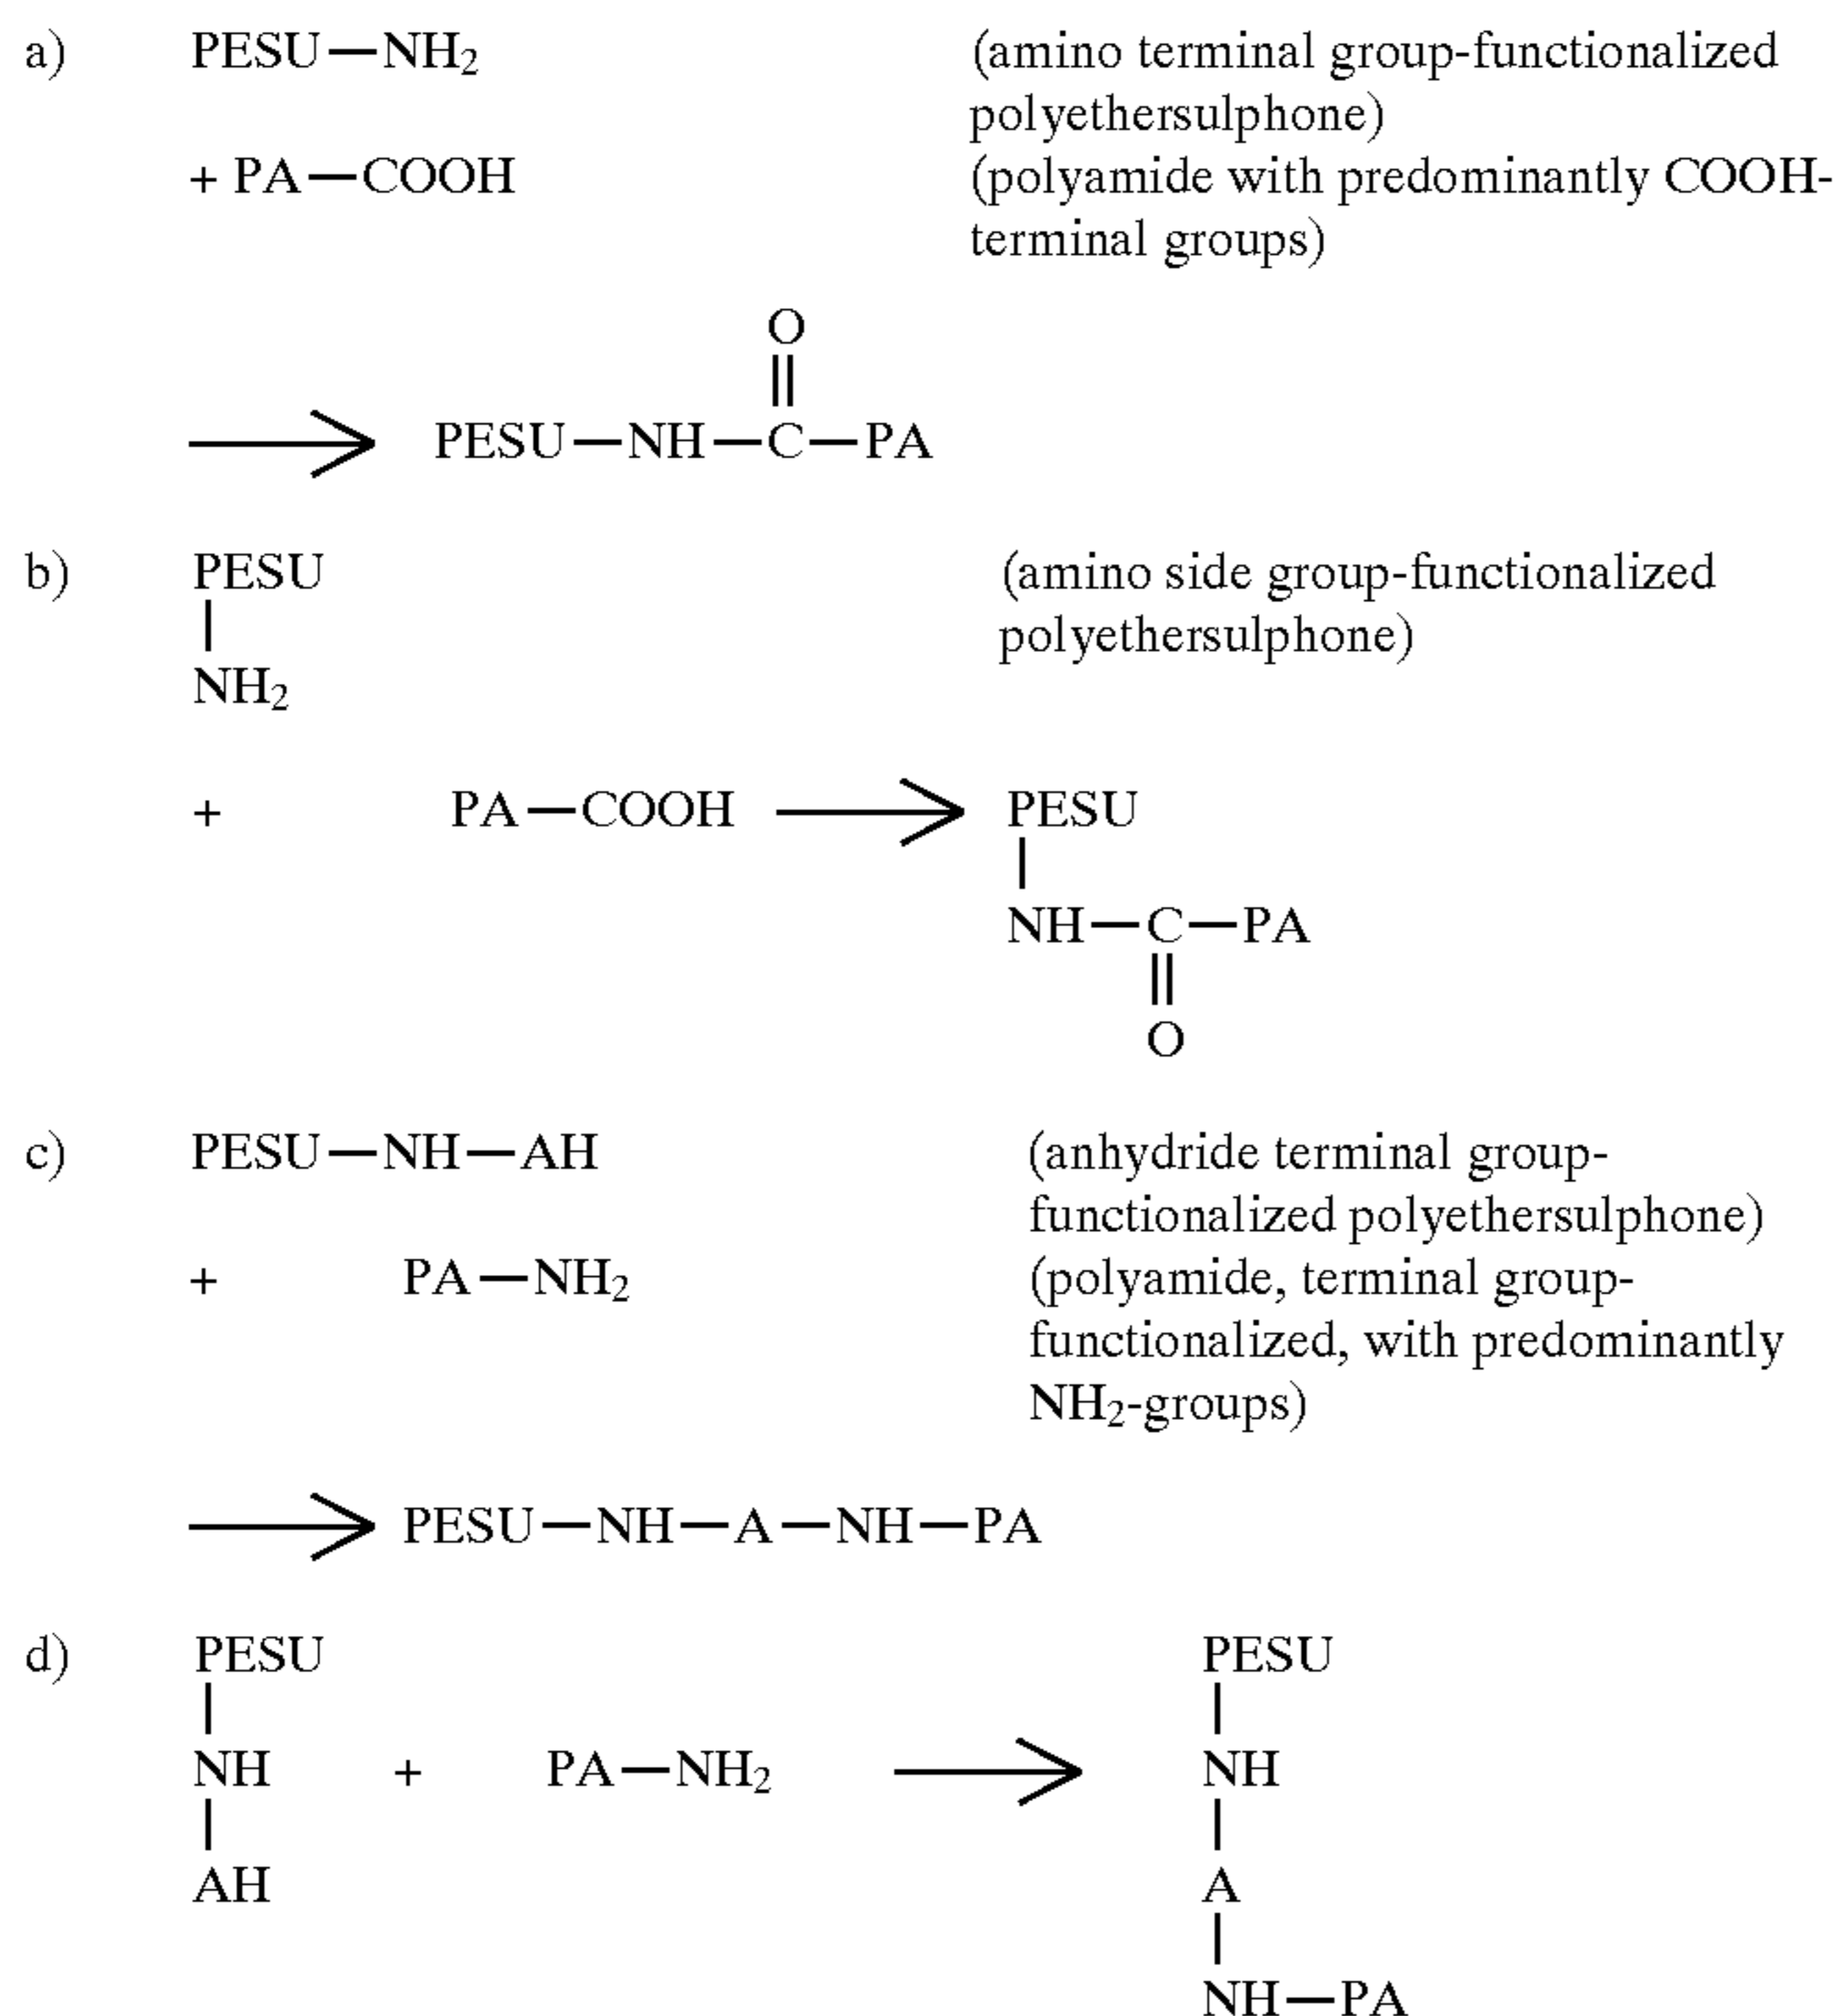 a) PESU—NH₂ (amino terminal group-functionalized
polyethersulphone)
+ PA—COOH (polyamide with predominantly COOH-
terminal groups)
O
‖
PESU—NH—C—PA
b) PESU (amino side group-functionalized
polyethersulphone)
|
NH₂
+ PA—COOH ⟶ PESU
|
NH—C—PA
‖
O
c) PESU—NH—AH (anhydride terminal group-
functionalized polyethersulphone)
+ PA—NH₂ (polyamide, terminal group-
functionalized, with predominantly
NH₂-groups)
⟶ PESU—NH—A—NH—PA
d) PESU PESU
| |
NH + PA—NH₂ ⟶ NH
| |
AH A
|
NH—PA